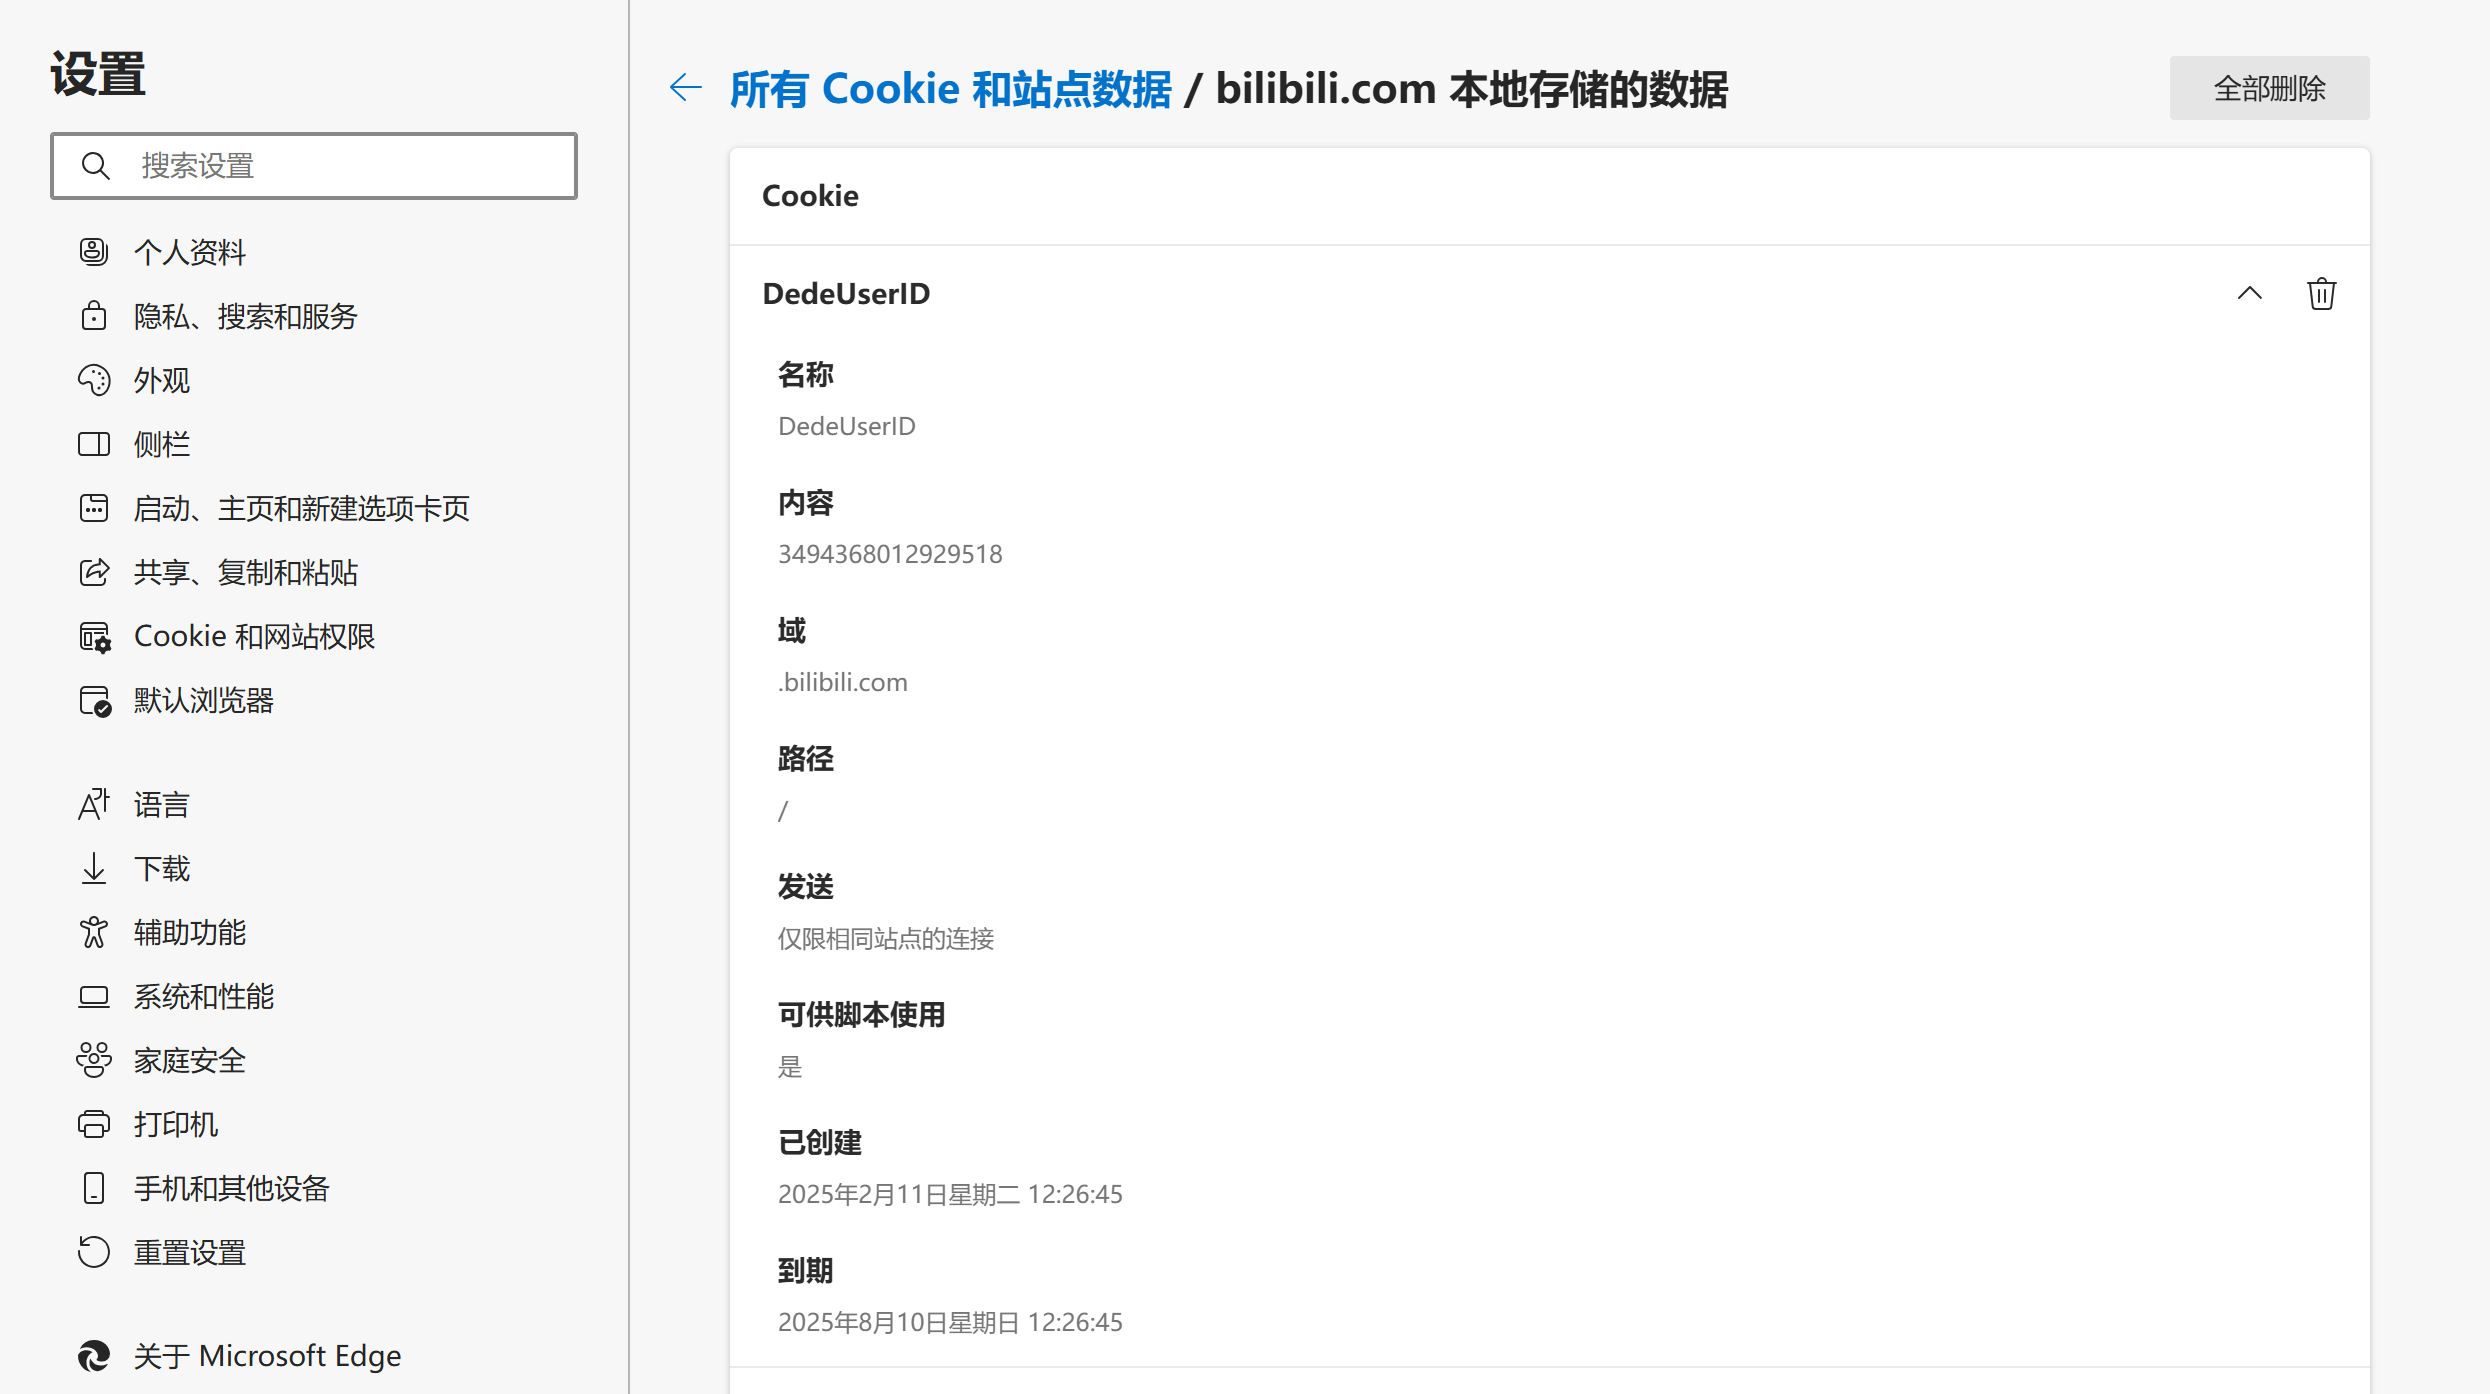 设置
搜索设置
个人资料
隐私、搜索和服务
外观
侧栏
启动、主页和新建选项卡页
共享、复制和粘贴
Cookie 和网站权限
默认浏览器
语言
下载
辅助功能
系统和性能
家庭安全
打印机
手机和其他设备
重置设置
关于 Microsoft Edge
所有 Cookie 和站点数据 / bilibili.com 本地存储的数据
全部删除
Cookie
DedeUserID
名称
DedeUserID
内容
3494368012929518
域
.bilibili.com
路径
/
发送
仅限相同站点的连接
可供脚本使用
是
已创建
2025年2月11日星期二 12:26:45
到期
2025年8月10日星期日 12:26:45